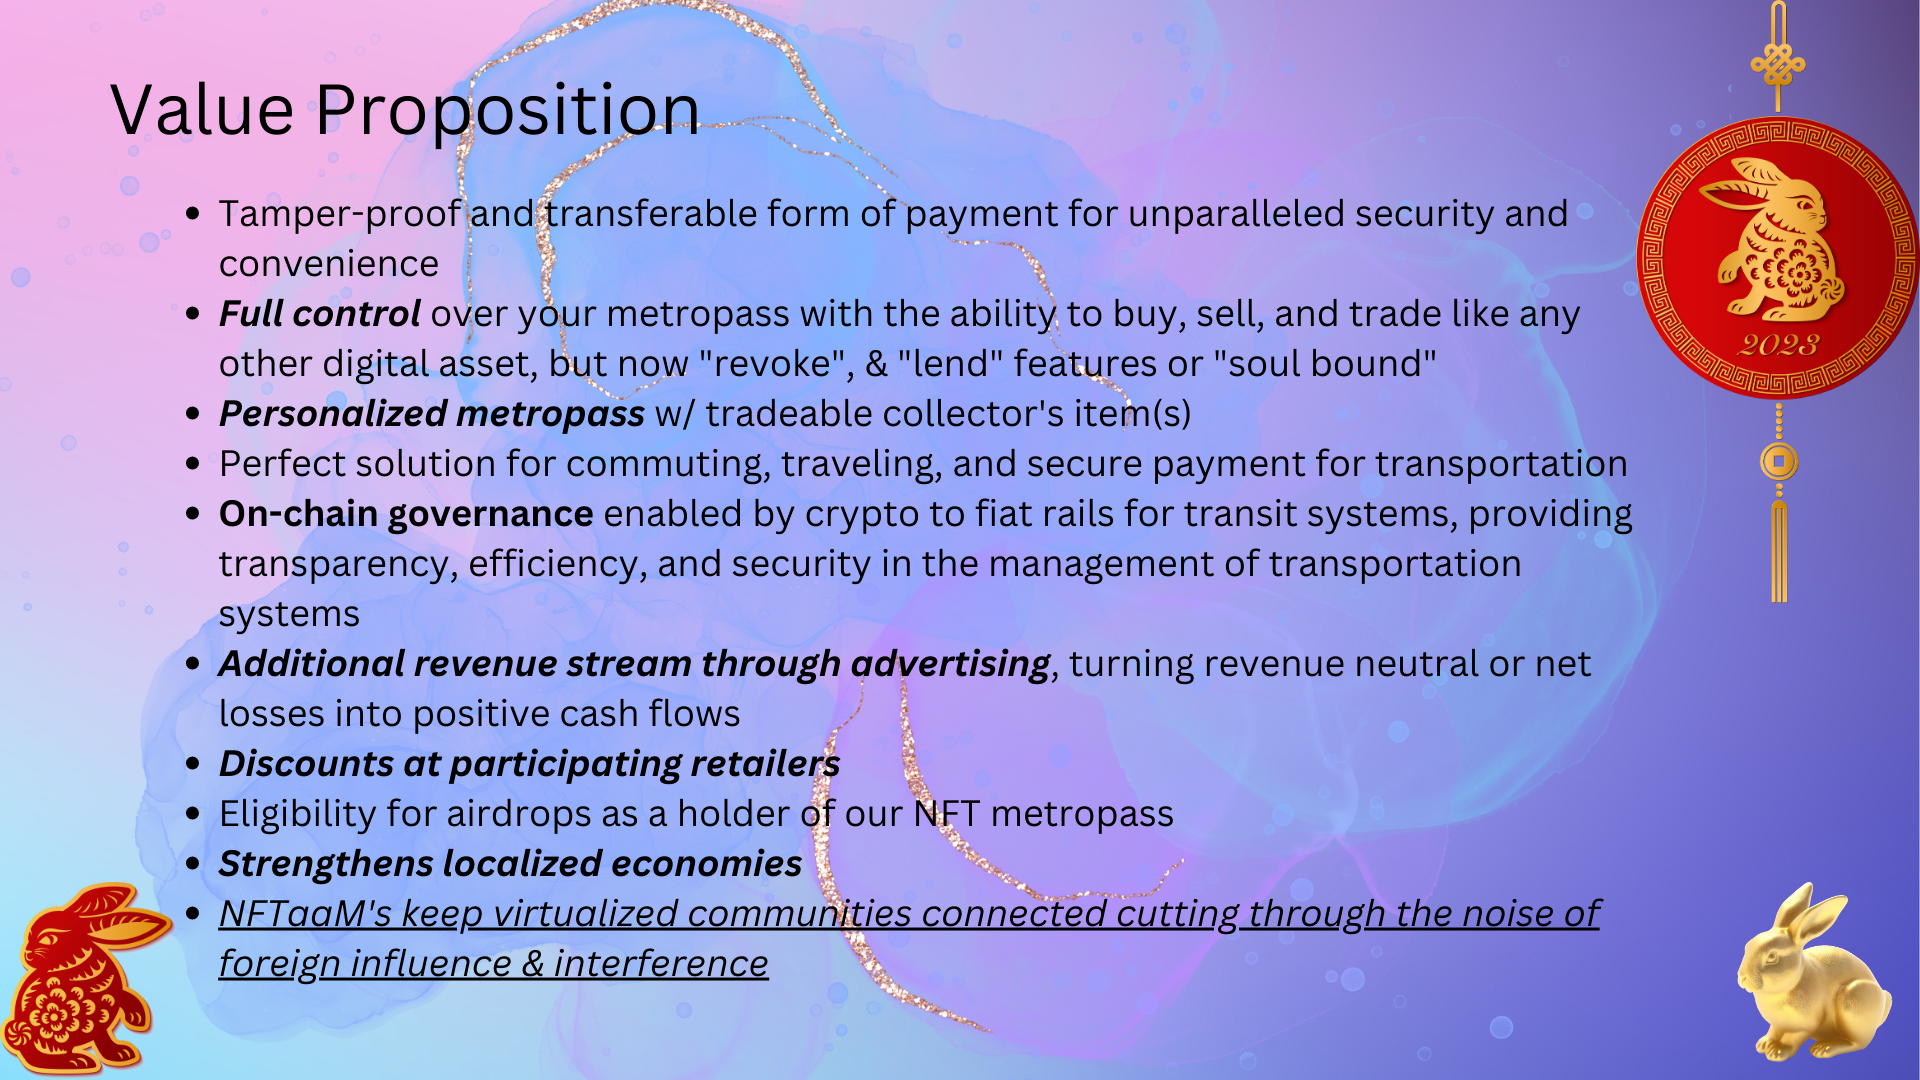 Value Proposition
• Tamper-proof and transferable form of payment for unparalleled security and
convenience
• Full control over your metropass with the ability to buy, sell, and trade like any
other digital asset, but now "revoke", & "lend" features or "soul bound"
• Personalized metropass w/ tradeable collector's item(s)
• Perfect solution for commuting, traveling, and secure payment for transportation
• On-chain governance enabled by crypto to fiat rails for transit systems, providing
transparency, efficiency, and security in the management of transportation
systems
• Additional revenue stream through advertising, turning revenue neutral or net
losses into positive cash flows
• Discounts at participating retailers
• Eligibility for airdrops as a holder of our NFT metropass
• Strengthens localized economies
• NFTaaM's keep virtualized communities connected cutting through the noise of
foreign influence & interference
2023